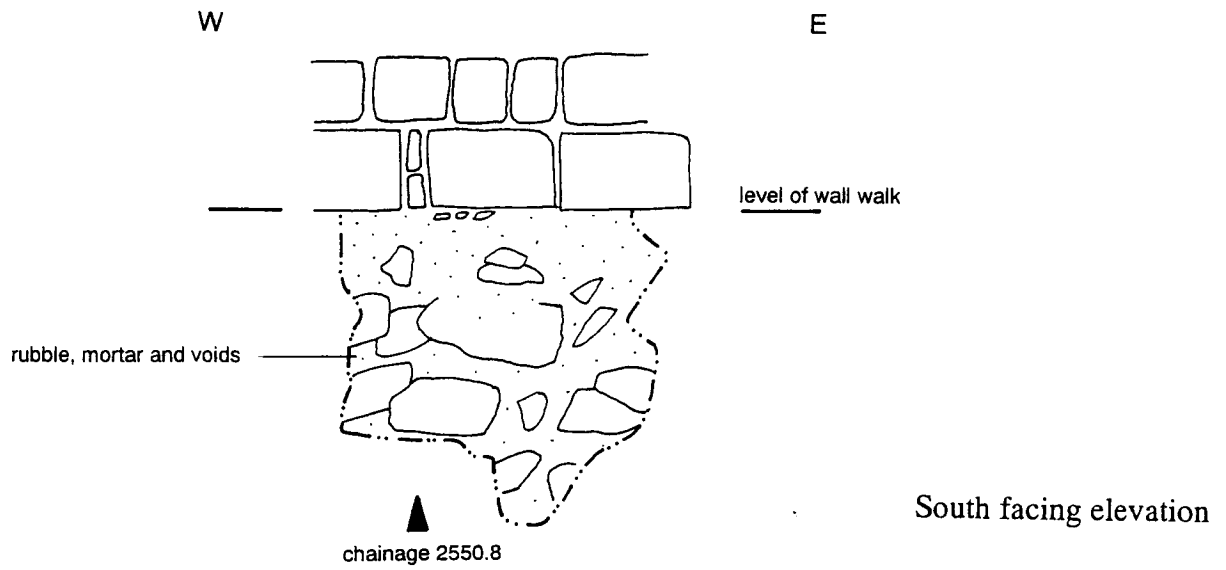 W
E
level of wall walk
rubble, mortar and voids
South facing elevation
chainage 2550.8